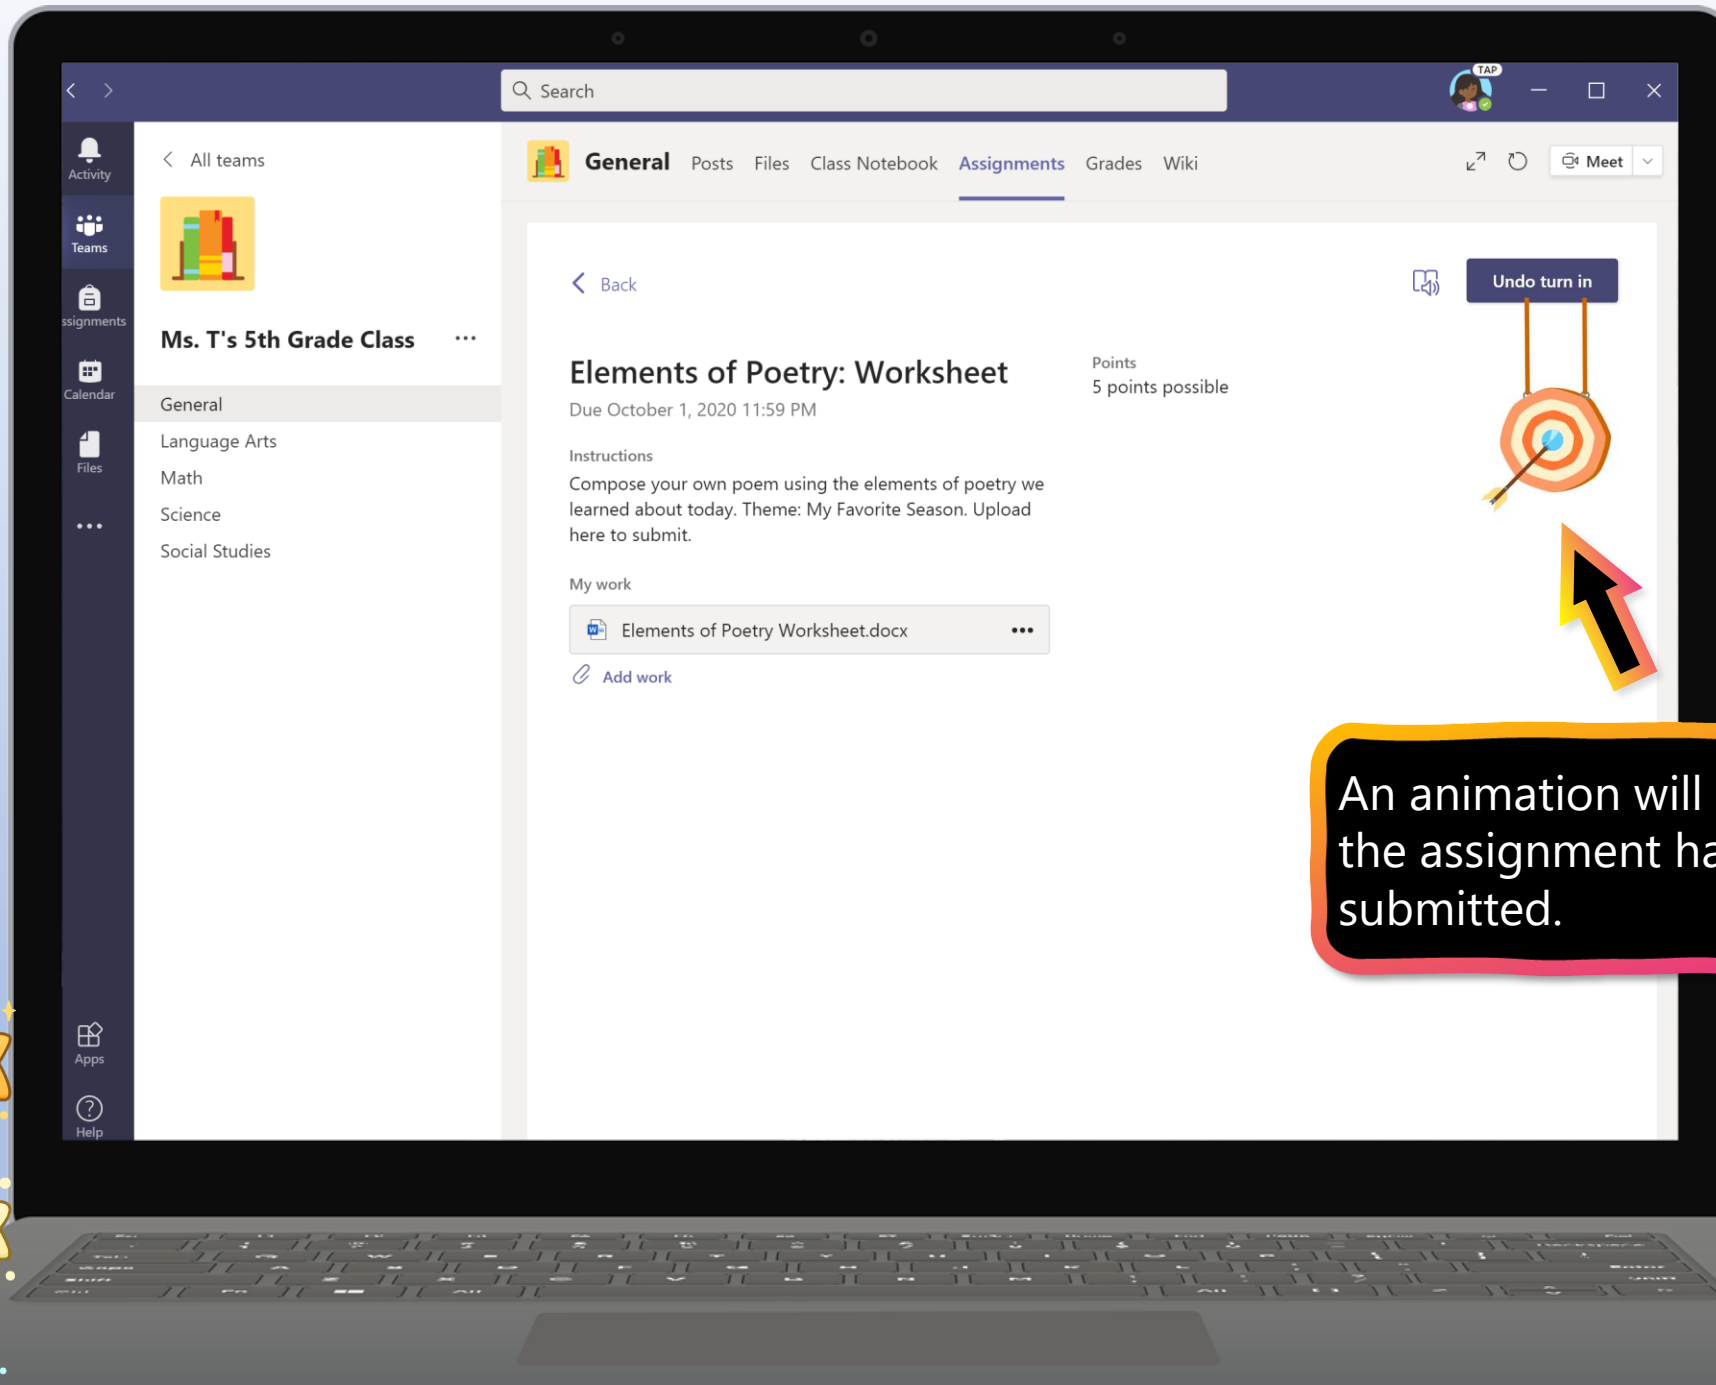 Search
TAP
Activity
Teams
ssignments
Calendar
Files
Apps
Help
All teams
Ms. T's 5th Grade Class
General
Language Arts
Math
Science
Social Studies
General Posts Files Class Notebook Assignments Grades Wiki
Meet
Back
Undo turn in
Elements of Poetry: Worksheet
Due October 1, 2020 11:59 PM
Points
5 points possible
Instructions
Compose your own poem using the elements of poetry we
learned about today. Theme: My Favorite Season. Upload
here to submit.
My work
Elements of Poetry Worksheet.docx
Add work
An animation will
the assignment ha
submitted.